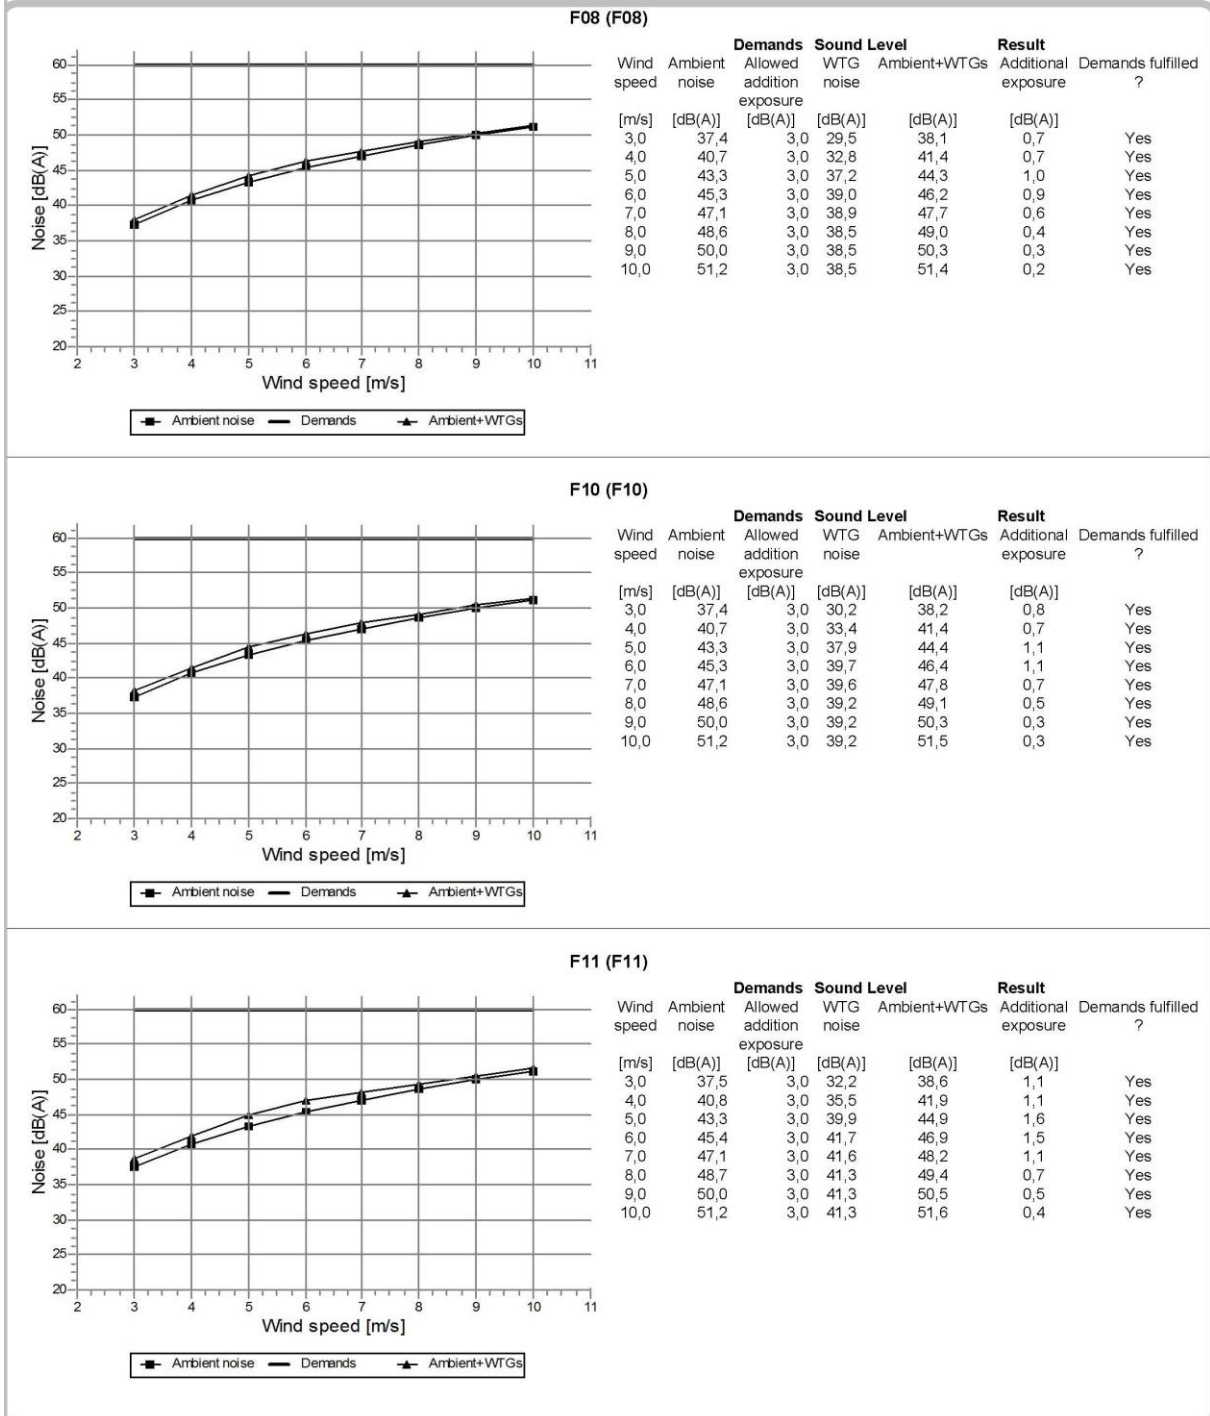 F08 (F08)
Demands Sound Level Result
Wind Ambient Allowed WTG Ambient+WTGs Additional Demands fulfilled
speed noise addition noise exposure ?
exposure
[m/s] [dB(A)] [dB(A)] [dB(A)] [dB(A)] [dB(A)]
3,0 37,4 3,0 29,5 38,1 0,7 Yes
4,0 40,7 3,0 32,8 41,4 0,7 Yes
5,0 43,3 3,0 37,2 44,3 1,0 Yes
6,0 45,3 3,0 39,0 46,2 0,9 Yes
7,0 47,1 3,0 38,9 47,7 0,6 Yes
8,0 48,6 3,0 38,5 49,0 0,4 Yes
9,0 50,0 3,0 38,5 50,3 0,3 Yes
10,0 51,2 3,0 38,5 51,4 0,2 Yes
Noise [dB(A)]
60
55
50
45
40
35
30
25
20
2 3 4 5 6 7 8 9 10 11
Wind speed [m/s]
Ambient noise Demands Ambient+WTGs
F10 (F10)
Demands Sound Level Result
Wind Ambient Allowed WTG Ambient+WTGs Additional Demands fulfilled
speed noise addition noise exposure ?
exposure
[m/s] [dB(A)] [dB(A)] [dB(A)] [dB(A)] [dB(A)]
3,0 37,4 3,0 30,2 38,2 0,8 Yes
4,0 40,7 3,0 33,4 41,4 0,7 Yes
5,0 43,3 3,0 37,9 44,4 1,1 Yes
6,0 45,3 3,0 39,7 46,4 1,1 Yes
7,0 47,1 3,0 39,6 47,8 0,7 Yes
8,0 48,6 3,0 39,2 49,1 0,5 Yes
9,0 50,0 3,0 39,2 50,3 0,3 Yes
10,0 51,2 3,0 39,2 51,5 0,3 Yes
Noise [dB(A)]
60
55
50
45
40
35
30
25
20
2 3 4 5 6 7 8 9 10 11
Wind speed [m/s]
Ambient noise Demands Ambient+WTGs
F11 (F11)
Demands Sound Level Result
Wind Ambient Allowed WTG Ambient+WTGs Additional Demands fulfilled
speed noise addition noise exposure ?
exposure
[m/s] [dB(A)] [dB(A)] [dB(A)] [dB(A)] [dB(A)]
3,0 37,5 3,0 32,2 38,6 1,1 Yes
4,0 40,8 3,0 35,5 41,9 1,1 Yes
5,0 43,3 3,0 39,9 44,9 1,6 Yes
6,0 45,4 3,0 41,7 46,9 1,5 Yes
7,0 47,1 3,0 41,6 48,2 1,1 Yes
8,0 48,7 3,0 41,3 49,4 0,7 Yes
9,0 50,0 3,0 41,3 50,5 0,5 Yes
10,0 51,2 3,0 41,3 51,6 0,4 Yes
Noise [dB(A)]
60
55
50
45
40
35
30
25
20
2 3 4 5 6 7 8 9 10 11
Wind speed [m/s]
Ambient noise Demands Ambient+WTGs